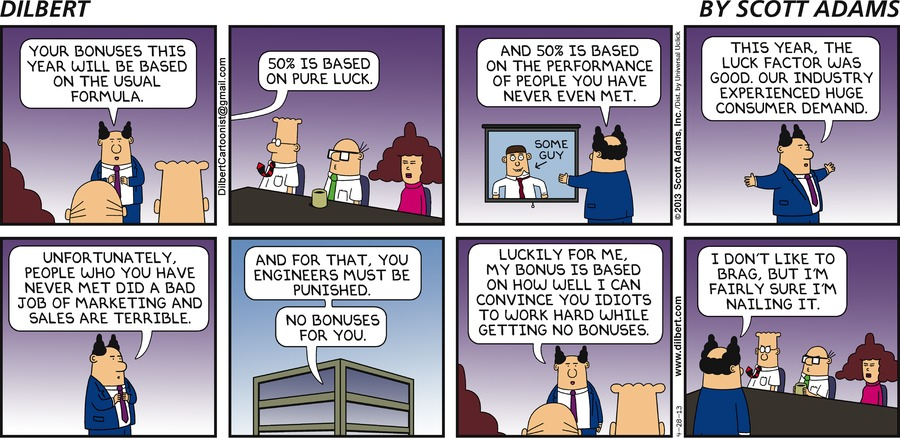 DILBERT
BY SCOTT ADAMS
YOUR BONUSES THIS
YEAR WILL BE BASED
ON THE USUAL
FORMULA.
DilbertCartoonist@gmail.com
50% IS BASED
ON PURE LUCK.
AND 50% IS BASED
ON THE PERFORMANCE
OF PEOPLE YOU HAVE
NEVER EVEN MET.
SOME
GUY
©2013 Scott Adams, Inc./Dist. by Universal Uclick
THIS YEAR, THE
LUCK FACTOR WAS
GOOD. OUR INDUSTRY
EXPERIENCED HUGE
CONSUMER DEMAND.
UNFORTUNATELY,
PEOPLE WHO YOU HAVE
NEVER MET DID A BAD
JOB OF MARKETING AND
SALES ARE TERRIBLE.
AND FOR THAT, YOU
ENGINEERS MUST BE
PUNISHED.
NO BONUSES
FOR YOU.
LUCKILY FOR ME,
MY BONUS IS BASED
ON HOW WELL I CAN
CONVINCE YOU IDIOTS
TO WORK HARD WHILE
GETTING NO BONUSES.
4-28-13 www.dilbert.com
I DON'T LIKE TO
BRAG, BUT I'M
FAIRLY SURE I'M
NAILING IT.